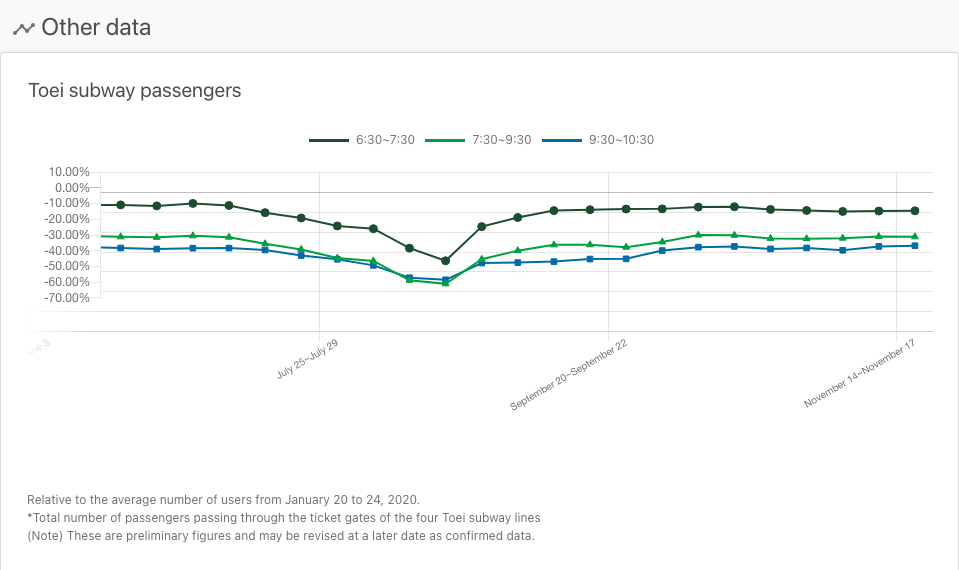 Other data
Toei subway passengers
6:30~7:30 7:30~9:30 9:30~10:30
10.00%
0.00%
-10.00%
-20.00%
-30.00%
-40.00%
-50.00%
-60.00%
-70.00%
3
July 25~July 29
September 20~September 22
November 14~November 17
Relative to the average number of users from January 20 to 24, 2020.
*Total number of passengers passing through the ticket gates of the four Toei subway lines
(Note) These are preliminary figures and may be revised at a later date as confirmed data.